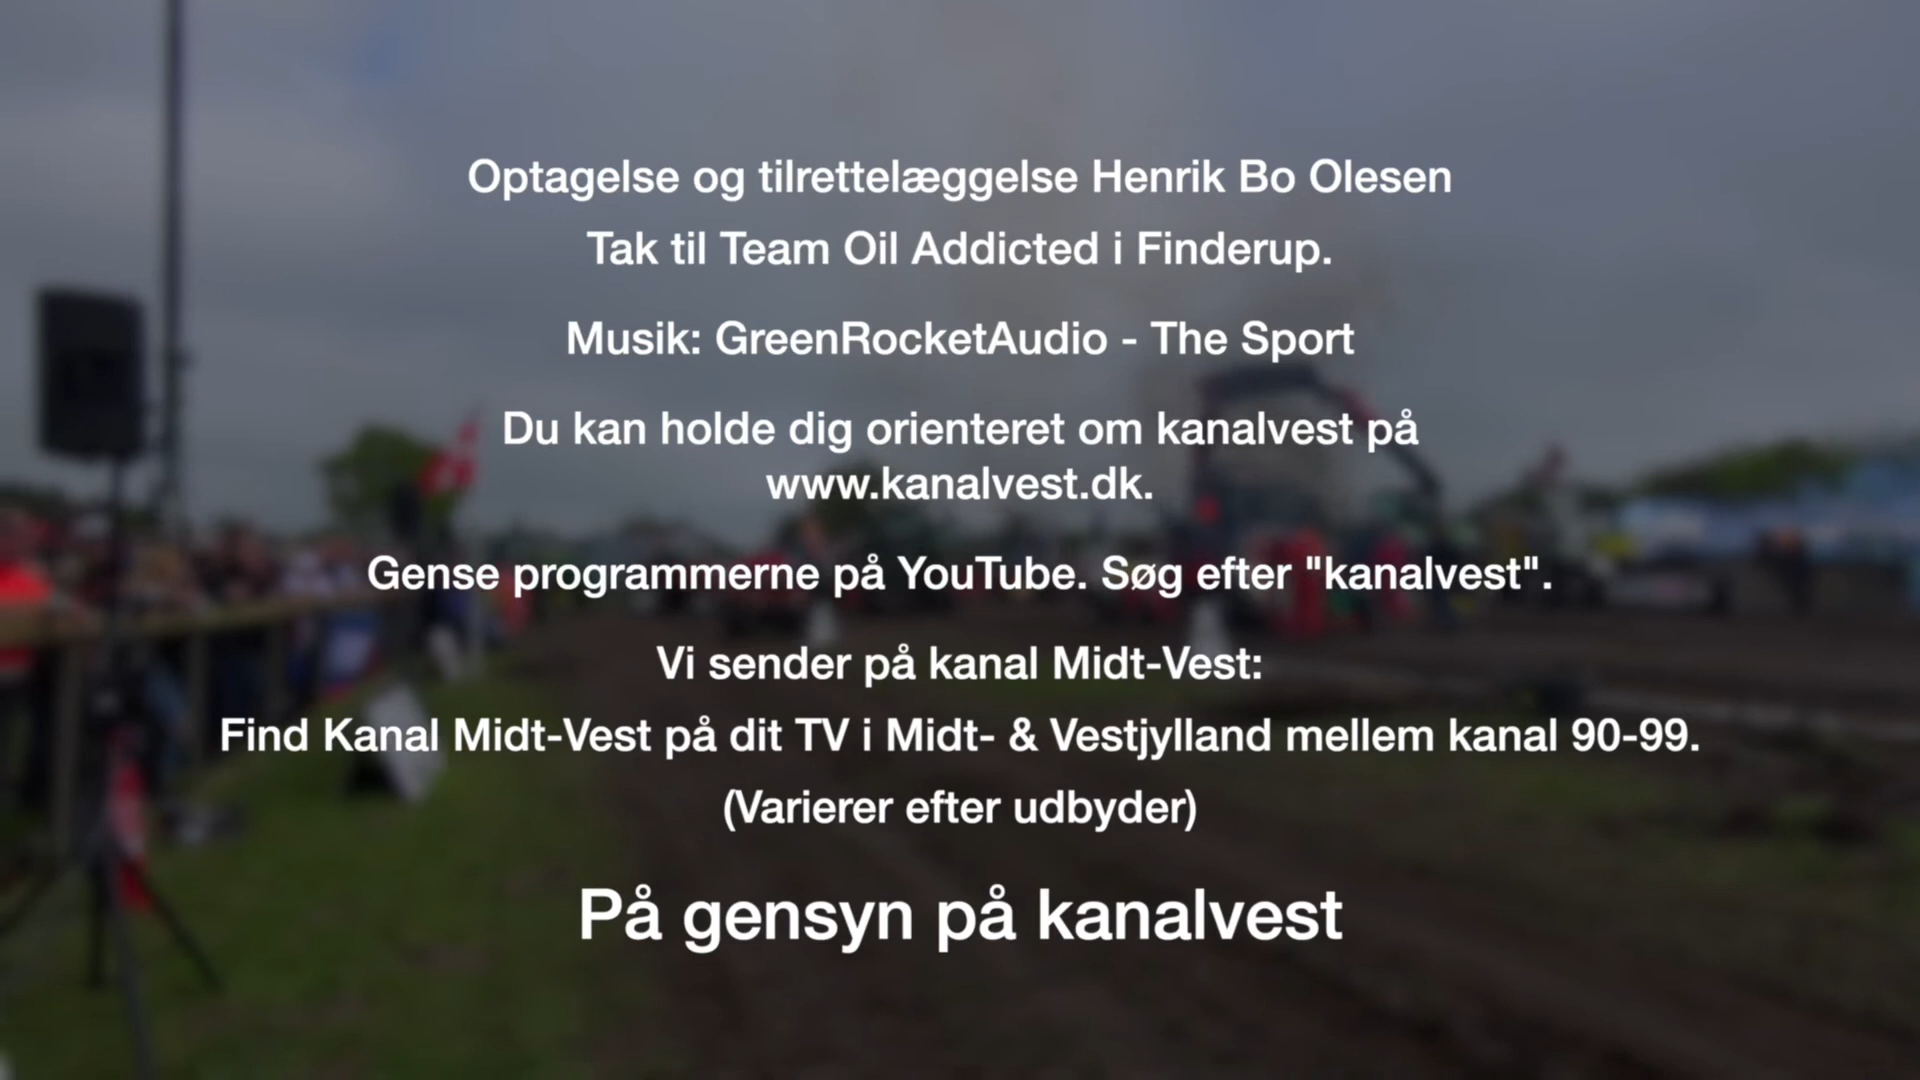 Optagelse og tilrettelæggelse Henrik Bo Olesen
Tak til Team Oil Addicted i Finderup.
Musik: GreenRocketAudio - The Sport
Du kan holde dig orienteret om kanalvest på
www.kanalvest.dk.
Gense programmerne på YouTube. Søg efter "kanalvest".
Vi sender på kanal Midt-Vest:
Find Kanal Midt-Vest på dit TV i Midt- & Vestjylland mellem kanal 90-99.
(Varierer efter udbyder)
På gensyn på kanalvest